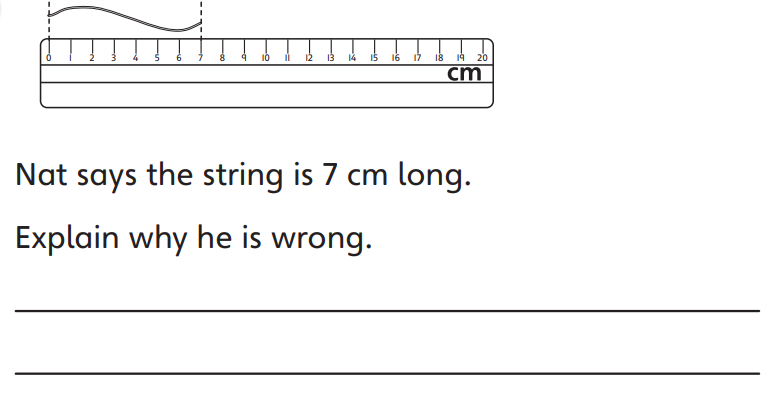 0 1 2 3 4 5 6 7 8 9 10 11 12 13 14 15 16 17 18 19 20
cm
Nat says the string is 7 cm long.
Explain why he is wrong.